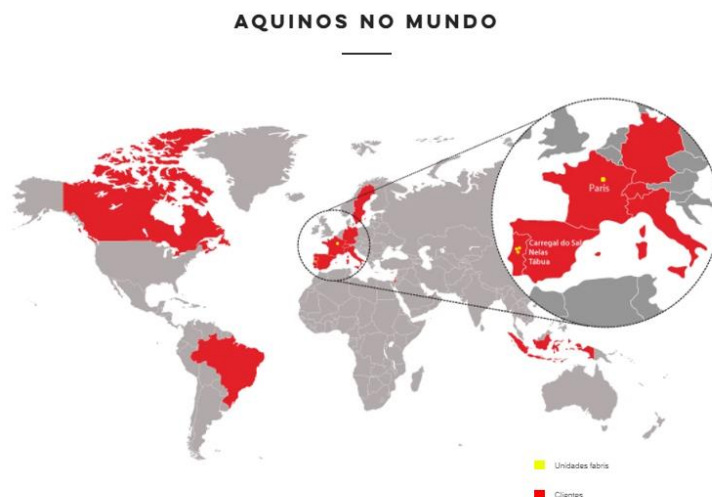 AQUINOS NO MUNDO
Paris
Carregal do Sal
Nelas
Tábua
Unidades fabris
Clientes